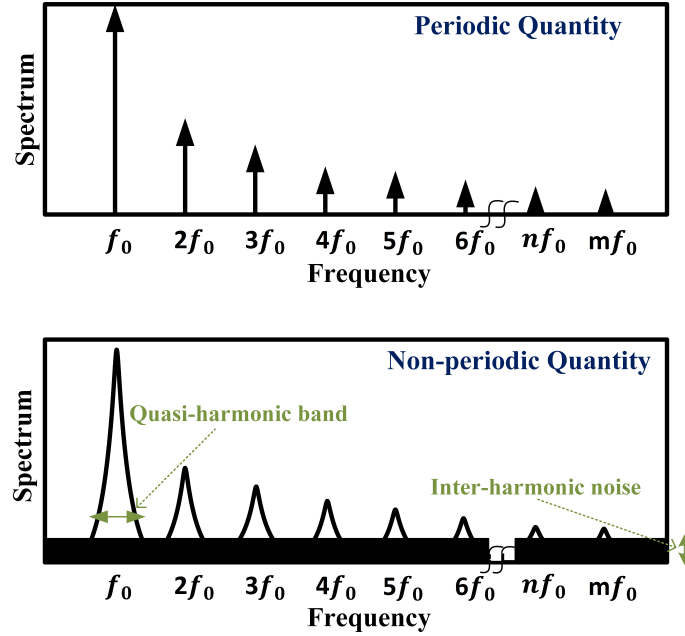 Periodic Quantity
Spectrum
f₀ 2f₀ 3f₀ 4f₀ 5f₀ 6f₀ nf₀ mf₀
Frequency
Non-periodic Quantity
Quasi-harmonic band
Inter-harmonic noise
Spectrum
f₀ 2f₀ 3f₀ 4f₀ 5f₀ 6f₀ nf₀ mf₀
Frequency